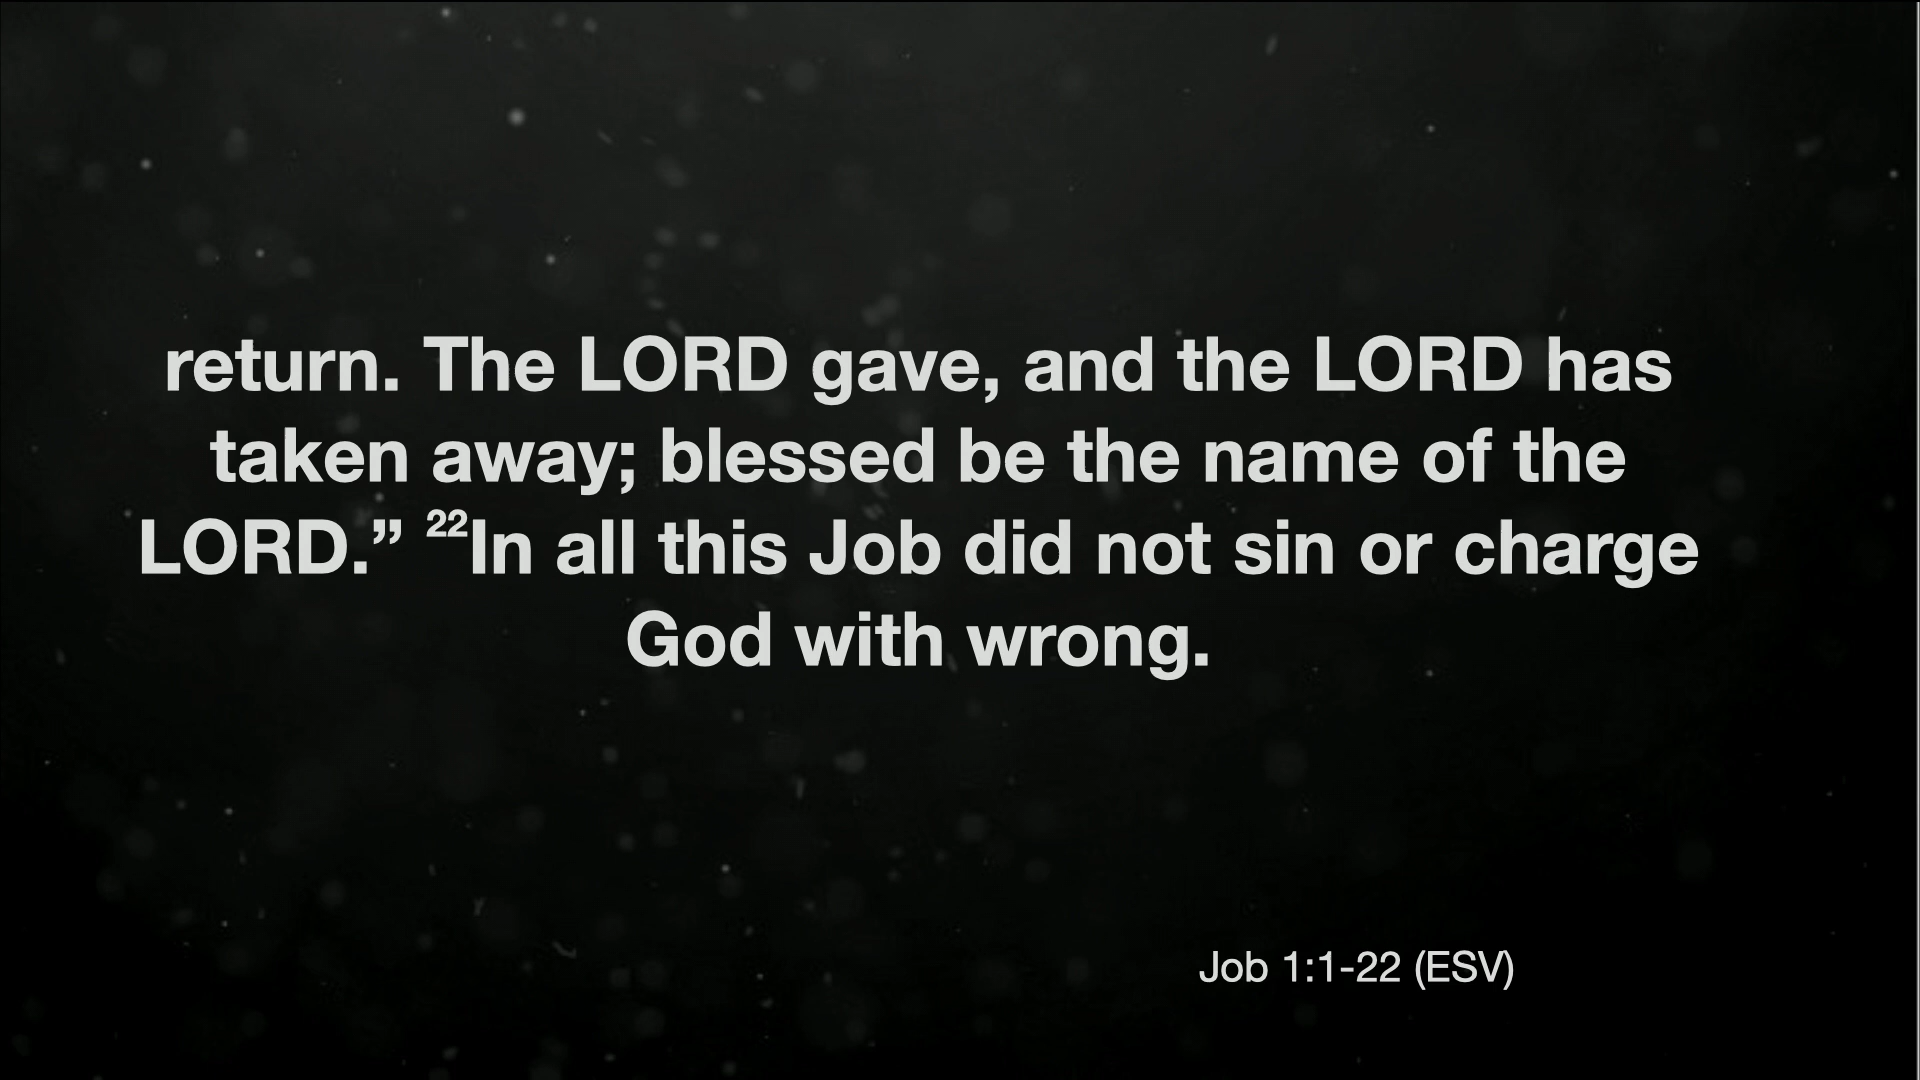 return. The LORD gave, and the LORD has
taken away; blessed be the name of the
LORD.” ²²In all this Job did not sin or charge
God with wrong.
Job 1:1-22 (ESV)